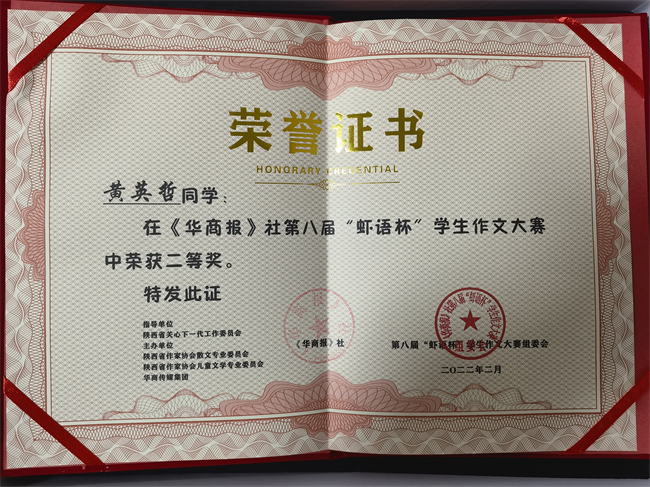 荣誉证书
HONORARY CREDENTIAL
黄英哲同学：
在《华商报》社第八届“虾语杯”学生作文大赛
中荣获二等奖。
特发此证
指导单位
陕西省关心下一代工作委员会
主办单位
陕西省作家协会散文专业委员会
陕西省作家协会儿童文学专业委员会
华商传媒集团
《华商报》社
第八届“虾语杯”学生作文大赛组委会
二〇二二年二月